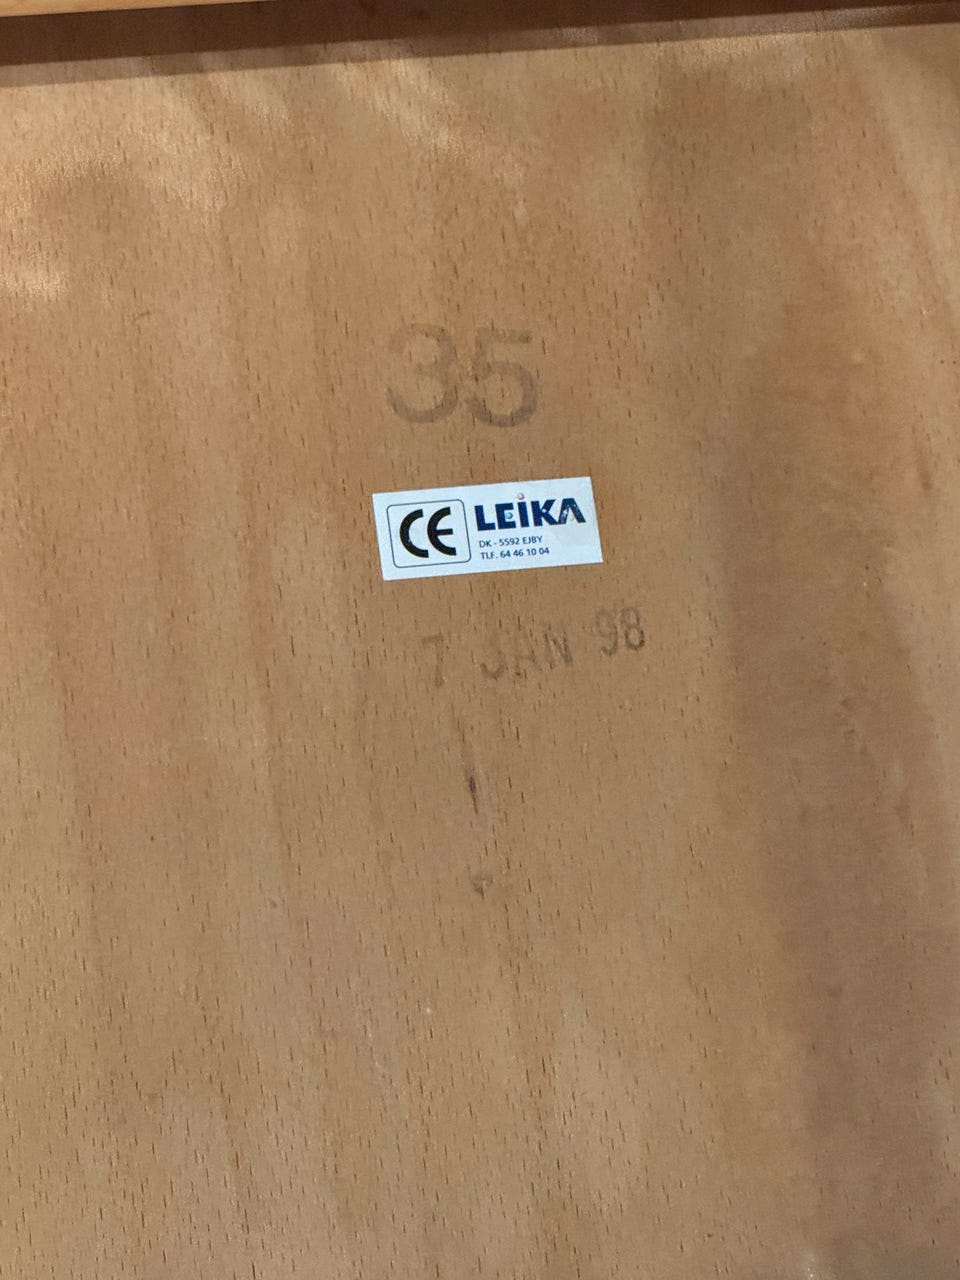 35
CE LEIKA
DK - 5592 EJBY
TLF. 64 46 10 04
7 JAN 98